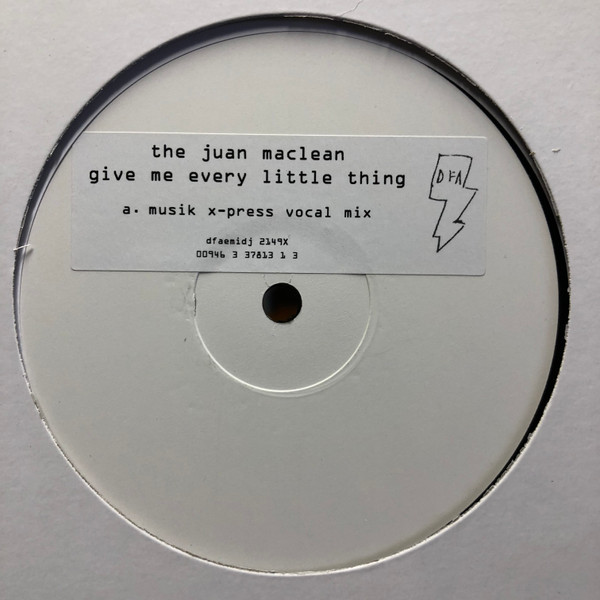 the juan maclean
give me every little thing
DFA
a. musik x-press vocal mix
dfaemidj 2149X
00946 3 37813 1 3